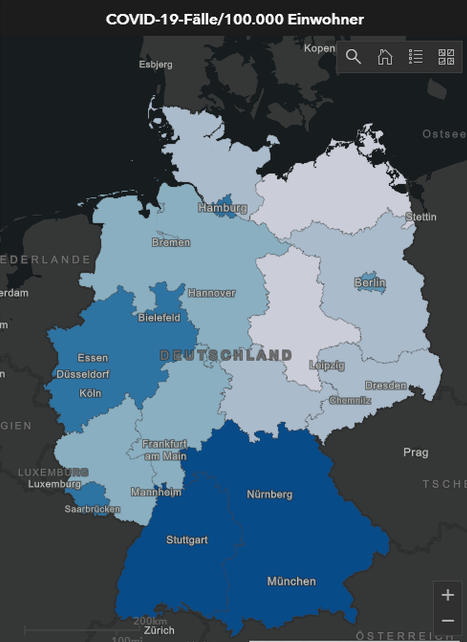 COVID-19-Fälle/100.000 Einwohner
Kopen
Esbjerg
Ostsee
Stettin
Hamburg
Bremen
EDERLANDE
Berlin
erdam
Hannover
m
Bielefeld
DEUTSCHLAND
Essen
Leipzig
n
Düsseldorf
Dresden
Köln
Chemnitz
GIEN
Frankfurt
am Main
Prag
LUXEMBURG
Luxemburg
TSCHE
Mannheim
Nürnberg
Saarbrücken
Stuttgart
München
+
200km
Zürich
−
ÖSTERREICH
100mi